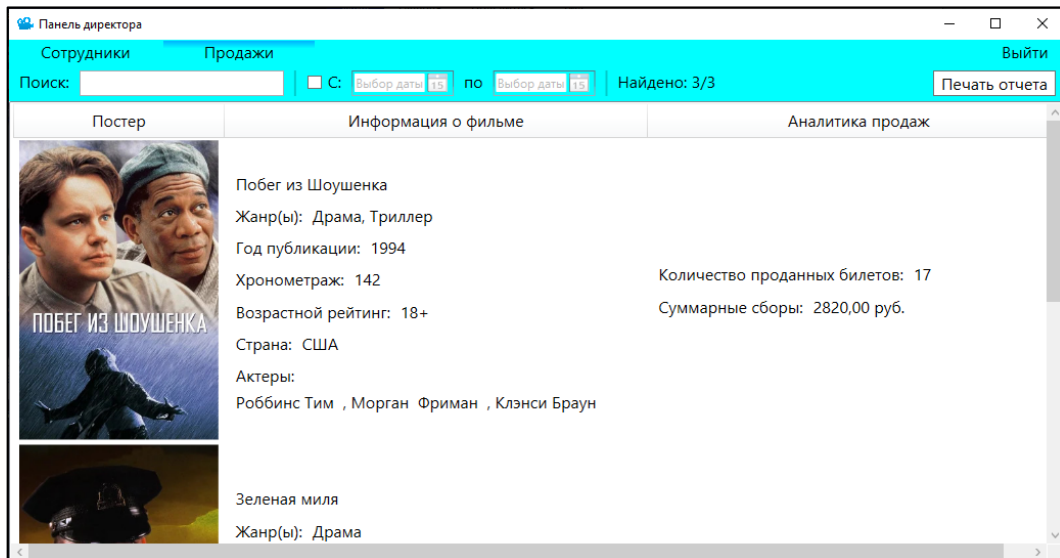 Панель директора
Сотрудники Продажи Выйти
Поиск: С: Выбор даты 15 по Выбор даты 15 Найдено: 3/3 Печать отчета
Постер Информация о фильме Аналитика продаж
Побег из Шоушенка
Жанр(ы): Драма, Триллер
Год публикации: 1994
Хронометраж: 142
Количество проданных билетов: 17
Возрастной рейтинг: 18+
Суммарные сборы: 2820,00 руб.
ПОБЕГ ИЗ ШОУШЕНКА
Страна: США
Актеры:
Роббинс Тим , Морган Фриман , Клэнси Браун
Зеленая миля
Жанр(ы): Драма